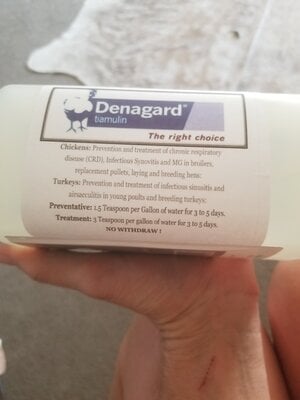 Denagard®
tiamulin
The right choice
Chickens: Prevention and treatment of chronic respiratory
disease (CRD), Infectious Synovitis and MG in broilers,
replacement pullets, laying and breeding hens:
Turkeys: Prevention and treatment of infectious sinusitis and
airsacculitis in young poults and breeding turkeys:
Preventative: 1.5 Teaspoon per Gallon of water for 3 to 5 days.
Treatment: 3 Teaspoon per gallon of water for 3 to 5 days.
NO WITHDRAW !